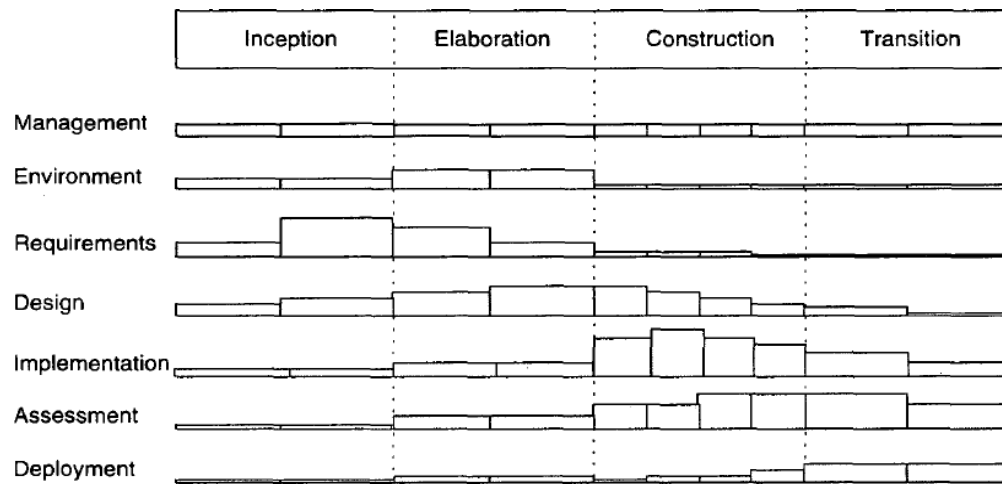 Inception Elaboration Construction Transition
Management
Environment
Requirements
Design
Implementation
Assessment
Deployment